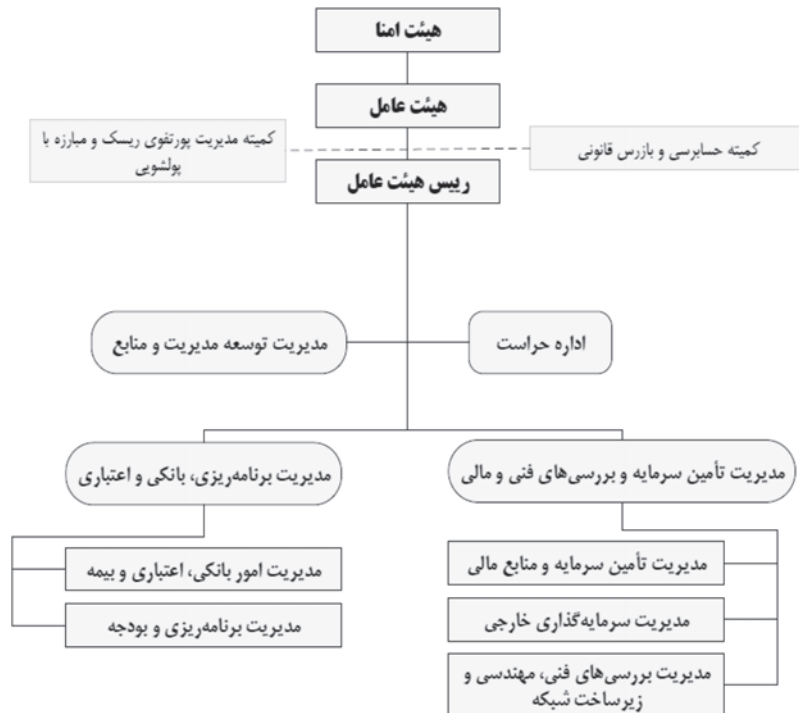 هیئت امنا
هیئت عامل
کمیته حسابرسی و بازرس قانونی
کمیته مدیریت پورتفوی ریسک و مبارزه با
پولشویی
رییس هیئت عامل
اداره حراست
مدیریت توسعه مدیریت و منابع
مدیریت تأمین سرمایه و بررسی‌های فنی و مالی
مدیریت تأمین سرمایه و منابع مالی
مدیریت سرمایه‌گذاری خارجی
مدیریت بررسی‌های فنی، مهندسی و
زیرساخت شبکه
مدیریت برنامه‌ریزی، بانکی و اعتباری
مدیریت امور بانکی، اعتباری و بیمه
مدیریت برنامه‌ریزی و بودجه